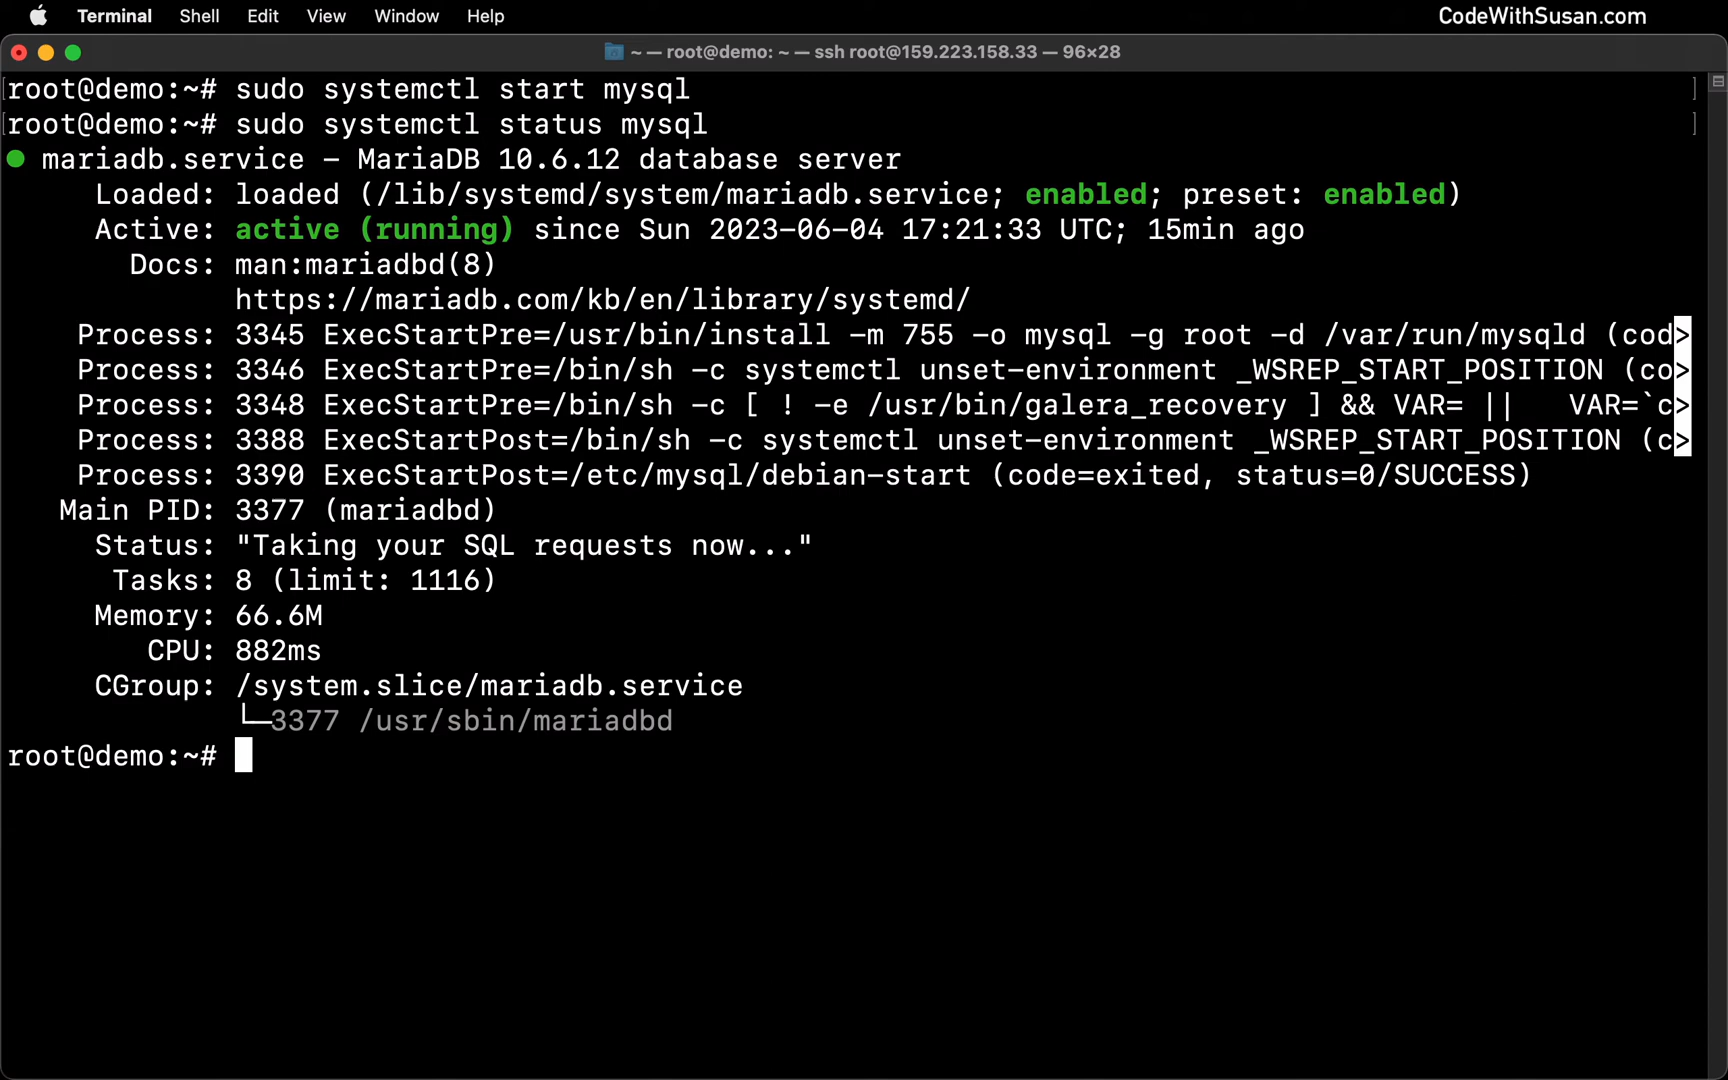 Terminal Shell Edit View Window Help CodeWithSusan.com
~ — root@demo: ~ — ssh root@159.223.158.33 — 96×28
[root@demo:~# sudo systemctl start mysql ]
[root@demo:~# sudo systemctl status mysql ]
● mariadb.service - MariaDB 10.6.12 database server
Loaded: loaded (/lib/systemd/system/mariadb.service; enabled; preset: enabled)
Active: active (running) since Sun 2023-06-04 17:21:33 UTC; 15min ago
Docs: man:mariadbd(8)
https://mariadb.com/kb/en/library/systemd/
Process: 3345 ExecStartPre=/usr/bin/install -m 755 -o mysql -g root -d /var/run/mysqld (cod>
Process: 3346 ExecStartPre=/bin/sh -c systemctl unset-environment _WSREP_START_POSITION (co>
Process: 3348 ExecStartPre=/bin/sh -c [ ! -e /usr/bin/galera_recovery ] && VAR= ||   VAR=`c>
Process: 3388 ExecStartPost=/bin/sh -c systemctl unset-environment _WSREP_START_POSITION (c>
Process: 3390 ExecStartPost=/etc/mysql/debian-start (code=exited, status=0/SUCCESS)
Main PID: 3377 (mariadbd)
Status: "Taking your SQL requests now..."
Tasks: 8 (limit: 1116)
Memory: 66.6M
CPU: 882ms
CGroup: /system.slice/mariadb.service
└─3377 /usr/sbin/mariadbd
root@demo:~#